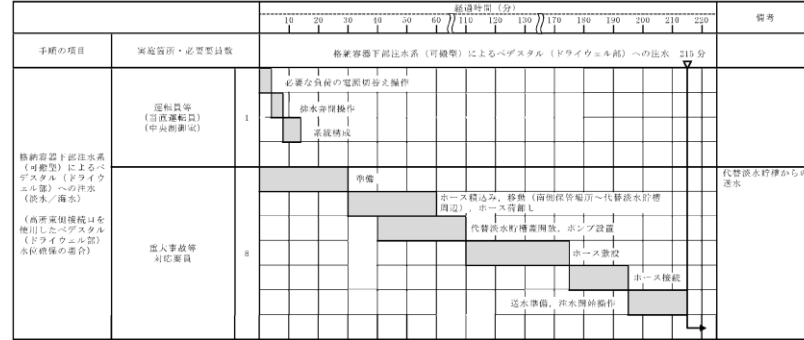 経過時間（分）
備考
10 20 30 40 50 60 110 120 130 170 180 190 200 210 220
手順の項目
実施箇所・必要要員数
格納容器下部注水系（可搬型）によるペデスタル（ドライウェル部）への注水 215分
格納容器下部注水系
（可搬型）によるペ
デスタル（ドライウ
ェル部）への注水
（淡水／海水）
（高所東側接続口を
使用したペデスタル
（ドライウェル部）
水位確保の場合）
運転員等
（当直運転員）
（中央制御室）
1
必要な負荷の電源切替え操作
排水弁開操作
系統構成
重大事故等
対応要員
8
準備
ホース積込み，移動（南側保管場所～代替淡水貯槽
周辺），ホース荷卸し
代替淡水貯槽蓋開放，ポンプ設置
ホース敷設
ホース接続
送水準備，注水開始操作
代替淡水貯槽からの
送水